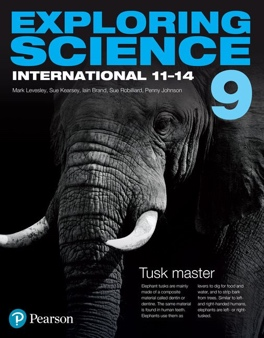 EXPLORING
SCIENCE
INTERNATIONAL 11-14
9
Mark Levesley, Sue Kearsey, Iain Brand, Sue Robilliard, Penny Johnson
Tusk master
Elephant tusks are mainly
made of a composite
material called dentin or
dentine. The same material
is found in human teeth.
Elephants use them as
levers to dig for food and
water, and to strip bark
from trees. Similar to left-
and right-handed humans,
elephants are left- or right-
tusked.
Pearson